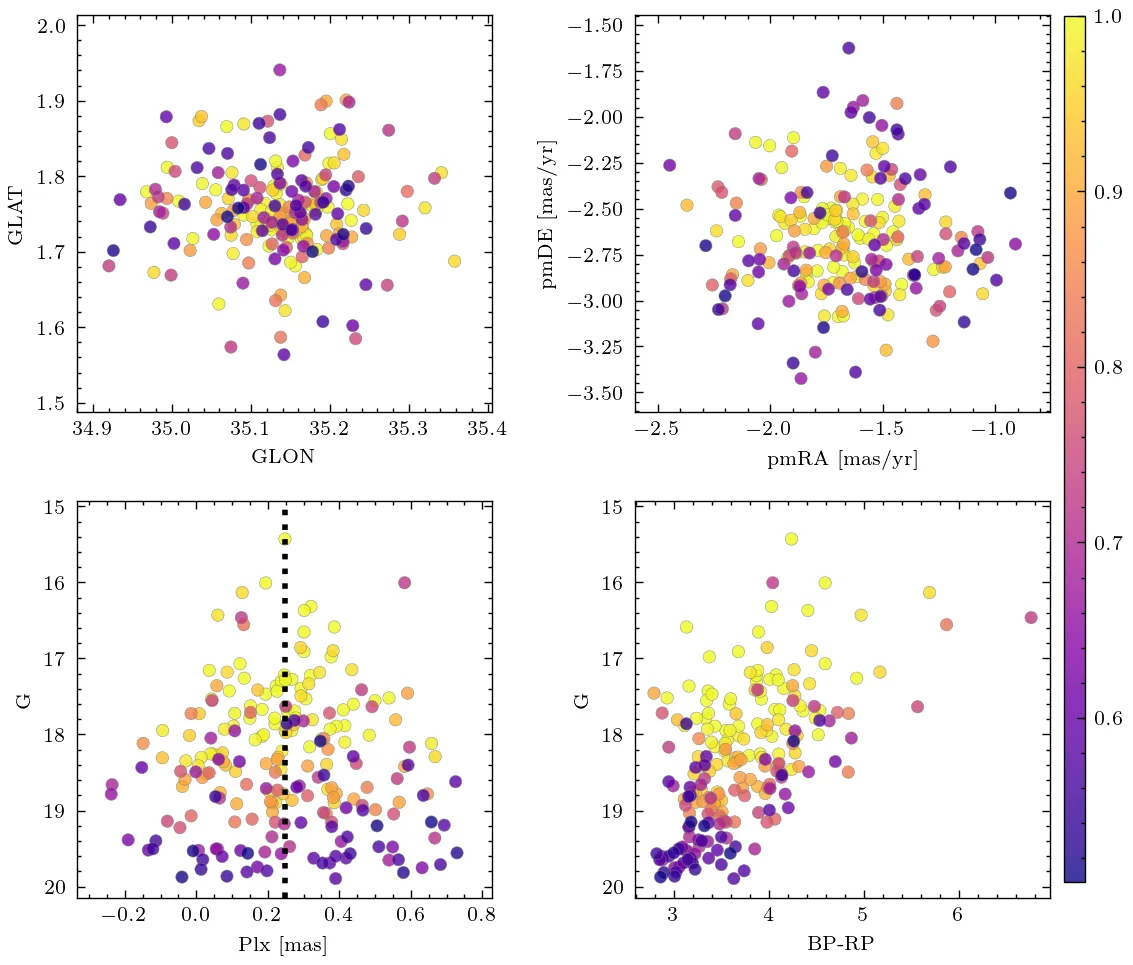 2.0
1.9
1.8
1.7
1.6
1.5
GLAT
34.9 35.0 35.1 35.2 35.3 35.4
GLON
−1.50
−1.75
−2.00
−2.25
−2.50
−2.75
−3.00
−3.25
−3.50
pmDE [mas/yr]
−2.5 −2.0 −1.5 −1.0
pmRA [mas/yr]
1.0
0.9
0.8
0.7
0.6
15
16
17
18
19
20
G
−0.2 0.0 0.2 0.4 0.6 0.8
Plx [mas]
15
16
17
18
19
20
G
3 4 5 6
BP-RP